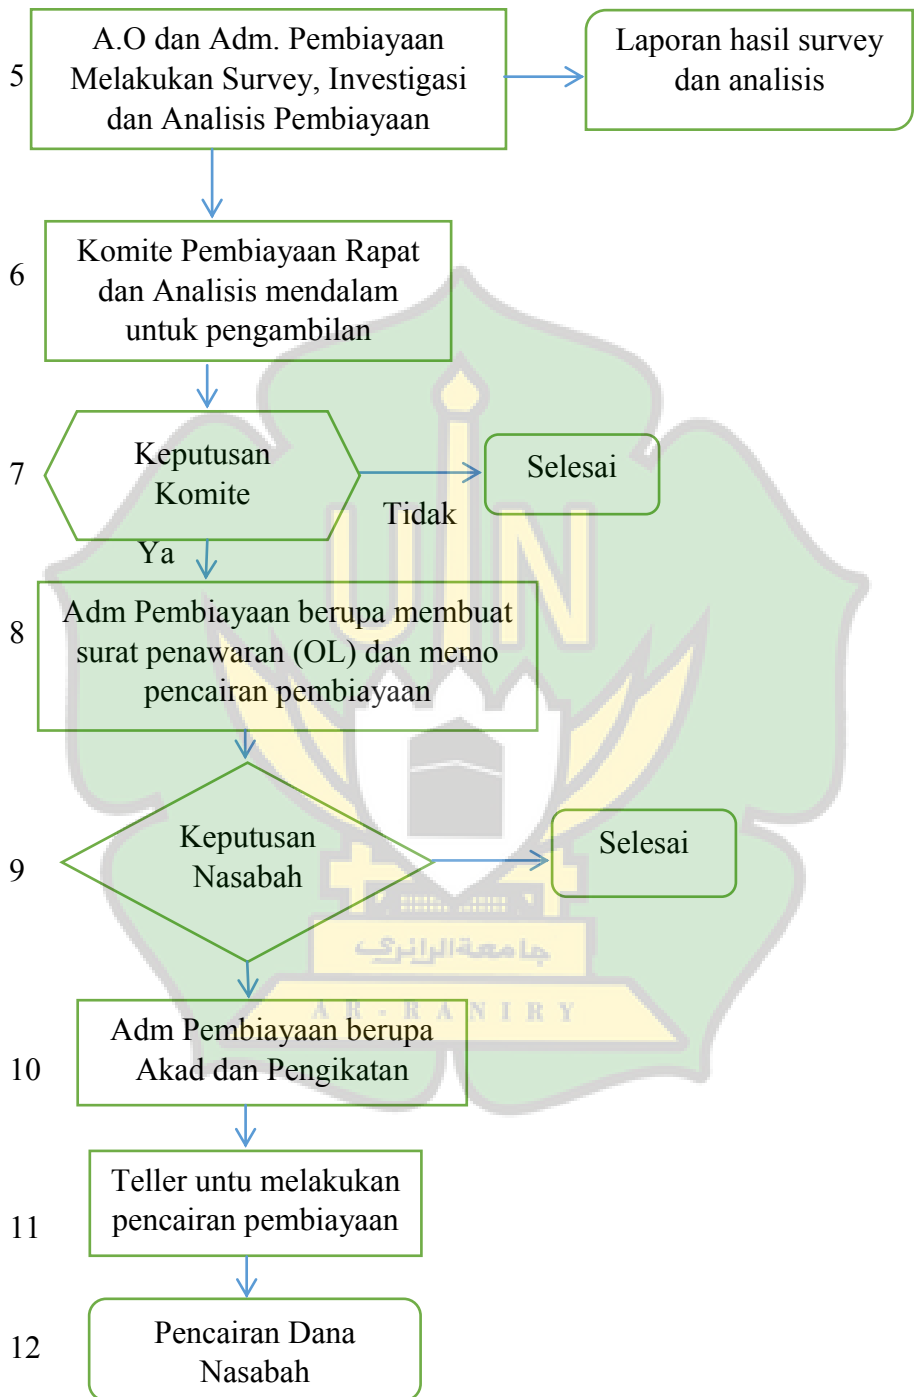 A.O dan Adm. Pembiayaan
Melakukan Survey, Investigasi
dan Analisis Pembiayaan
5
Laporan hasil survey
dan analisis
Komite Pembiayaan Rapat
dan Analisis mendalam
untuk pengambilan
6
Keputusan
Komite
7
Tidak
Selesai
Ya
Adm Pembiayaan berupa membuat
surat penawaran (OL) dan memo
pencairan pembiayaan
8
UIN
Keputusan
Nasabah
9
Selesai
جامعة الرانري
AR-RANIRY
Adm Pembiayaan berupa
Akad dan Pengikatan
10
Teller untu melakukan
pencairan pembiayaan
11
Pencairan Dana
Nasabah
12